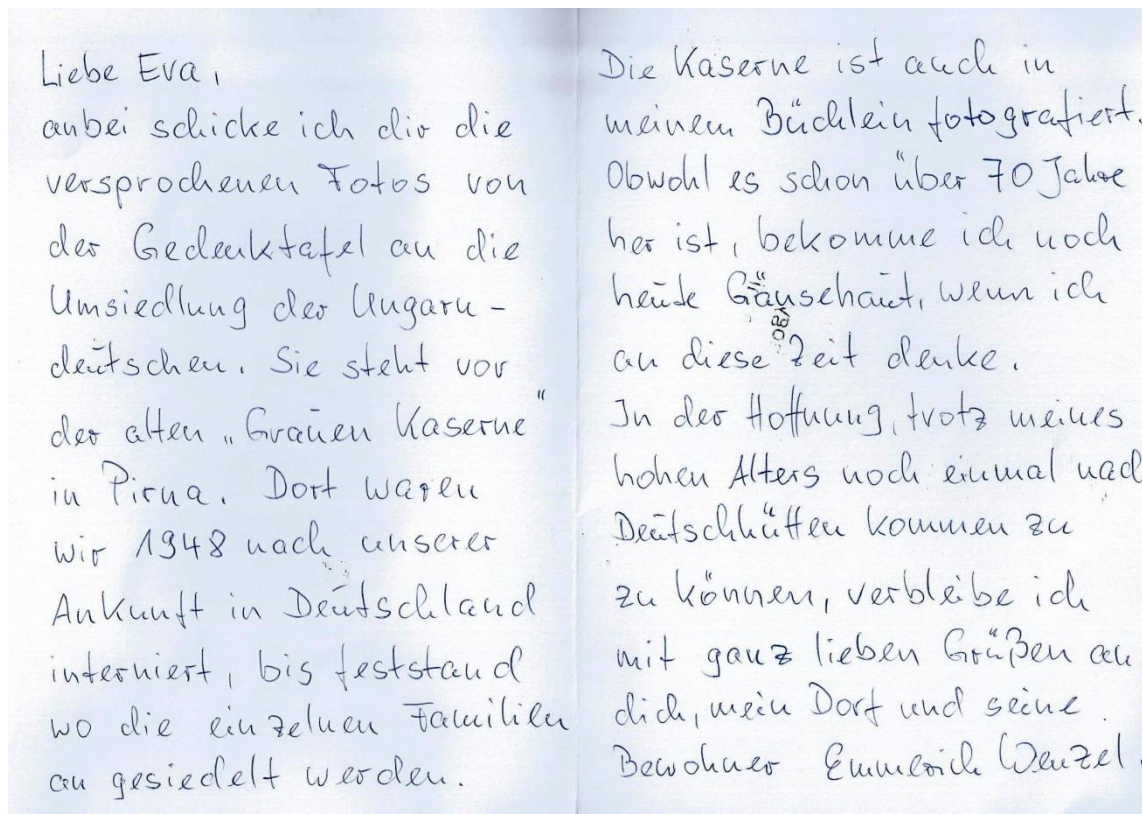 Liebe Eva,
anbei schicke ich dir die
versprochenen Fotos von
der Gedenktafel an die
Umsiedlung der Ungarn-
deutschen. Sie steht vor
der alten „Grauen Kaserne“
in Pirna. Dort waren
wir 1948 nach unserer
Ankunft in Deutschland
interniert, bis feststand
wo die einzelnen Familien
an gesiedelt werden.
Die Kaserne ist auch in
meinem Büchlein fotografiert.
Obwohl es schon über 70 Jahre
her ist, bekomme ich noch
heute Gänsehaut, wenn ich
an diese Zeit denke.
In der Hoffnung, trotz meines
hohen Alters noch einmal nach
Deutschhütten kommen zu
zu können, verbleibe ich
mit ganz lieben Grüßen an
dich, mein Dorf und seine
Bewohner Emmerich Wenzel.